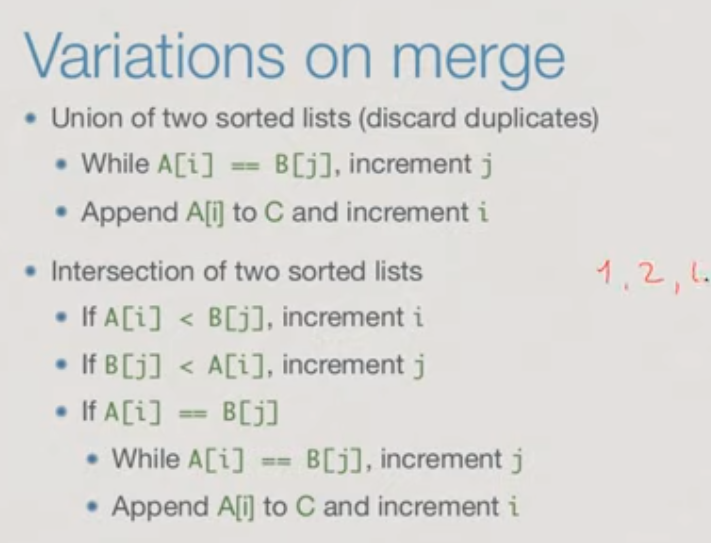 Variations on merge
• Union of two sorted lists (discard duplicates)
• While A[i] == B[j], increment j
• Append A[i] to C and increment i
• Intersection of two sorted lists
1, 2,
• If A[i] < B[j], increment i
• If B[j] < A[i], increment j
• If A[i] == B[j]
• While A[i] == B[j], increment j
• Append A[i] to C and increment i